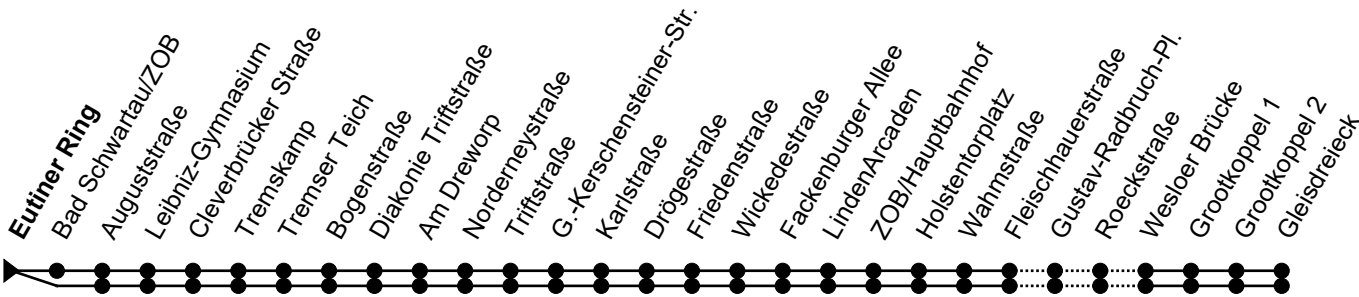 Eutiner Ring
Bad Schwartau/ZOB
Auguststraße
Leibniz-Gymnasium
Cleverbrücker Straße
Tremskamp
Tremser Teich
Bogenstraße
Diakonie Triftstraße
Am Dreworp
Norderneystraße
Triftstraße
G.-Kerschensteiner-Str.
Karlstraße
Drögestraße
Friedenstraße
Wickedestraße
Fackenburger Allee
LindenArcaden
ZOB/Hauptbahnhof
Holstentorplatz
Wahmstraße
Fleischhauerstraße
Gustav-Radbruch-Pl.
Roeckstraße
Wesloer Brücke
Grootkoppel 1
Grootkoppel 2
Gleisdreieck